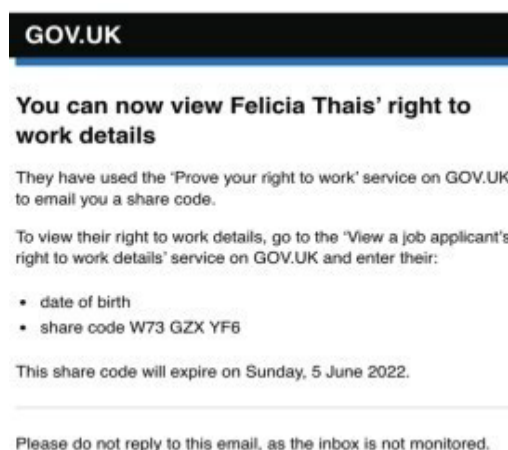 GOV.UK
You can now view Felicia Thais' right to
work details
They have used the 'Prove your right to work' service on GOV.UK
to email you a share code.
To view their right to work details, go to the 'View a job applicant's
right to work details' service on GOV.UK and enter their:
• date of birth
• share code W73 GZX YF6
This share code will expire on Sunday, 5 June 2022.
Please do not reply to this email, as the inbox is not monitored.